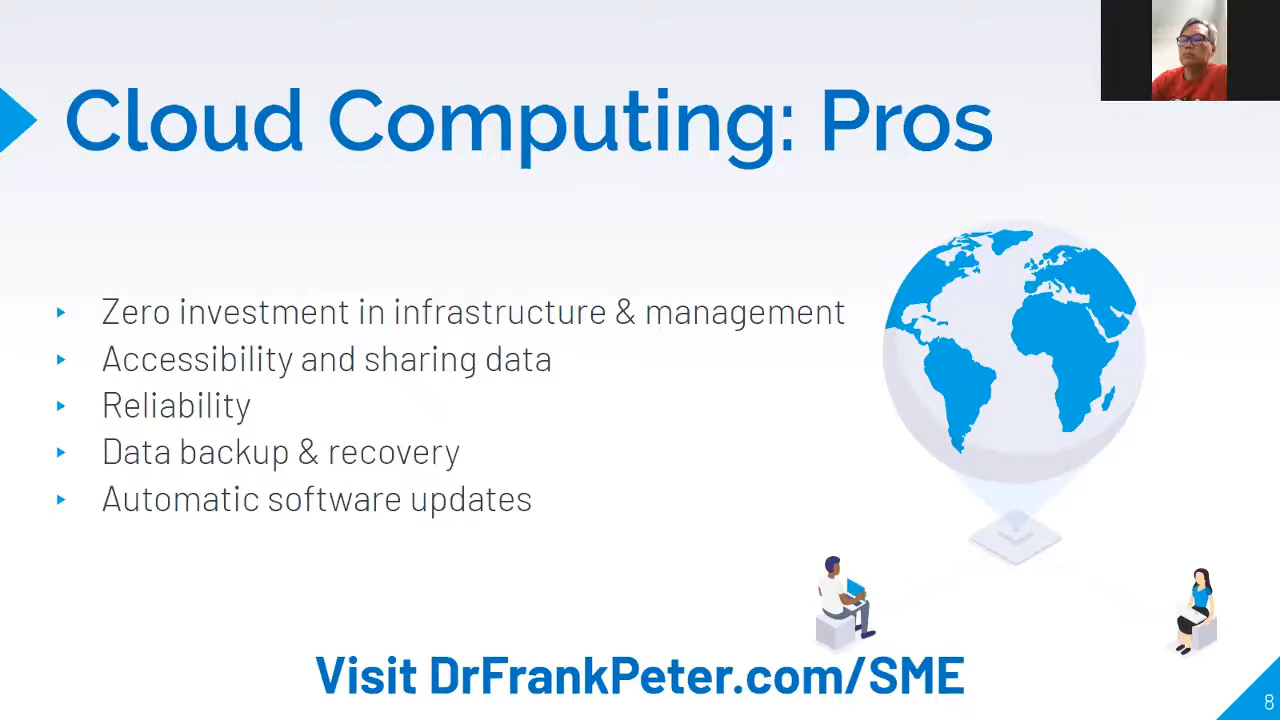 Cloud Computing: Pros
Zero investment in infrastructure & management
Accessibility and sharing data
Reliability
Data backup & recovery
Automatic software updates
Visit DrFrankPeter.com/SME
8